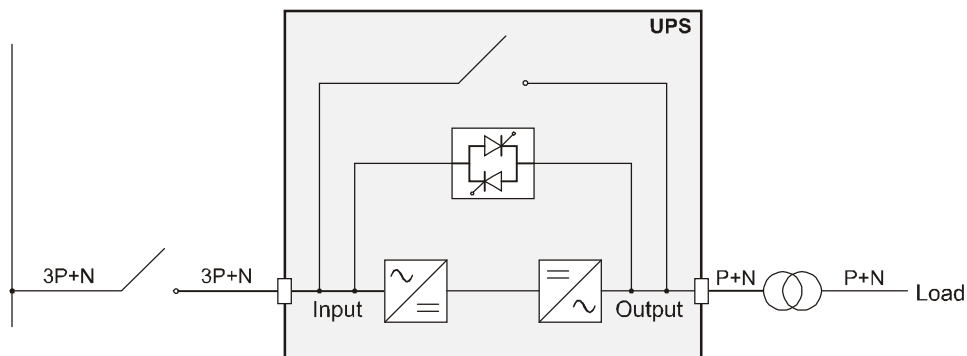 UPS
3P+N
3P+N
Input
Output
P+N
P+N
Load